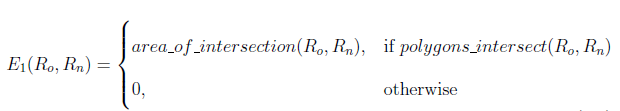 E₁(Rₒ, Rₙ) = { area_of_intersection(Rₒ, Rₙ), if polygons_intersect(Rₒ, Rₙ)
0, otherwise